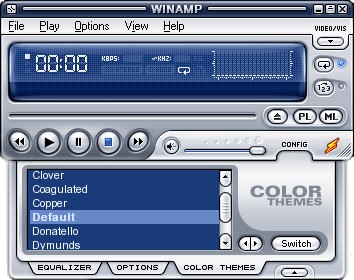 WINAMP
File Play Options View Help
VIDEO/VIS
00:00
KBPS:
KHZ:
123
PL
ML
CONFIG
Clover
Coagulated
Copper
Default
Donatello
Dymunds
COLOR
THEMES
Switch
EQUALIZER
OPTIONS
COLOR THEMES